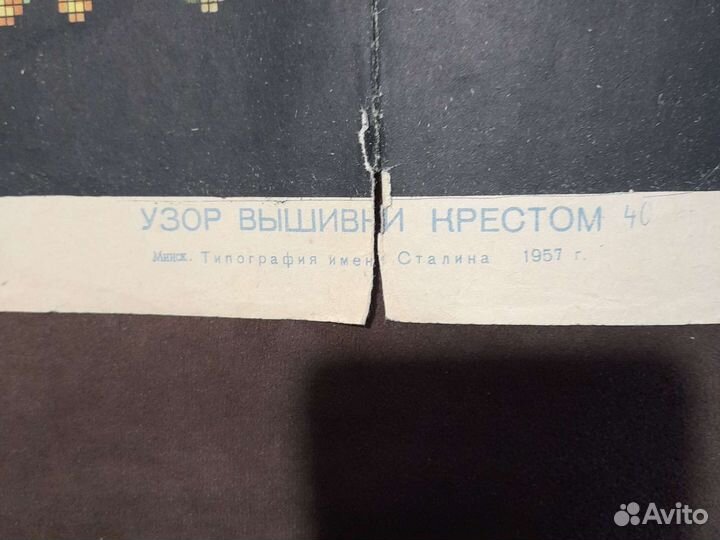 УЗОР ВЫШИВКИ КРЕСТОМ 40
Минск. Типография имени Сталина 1957 г.
Avito